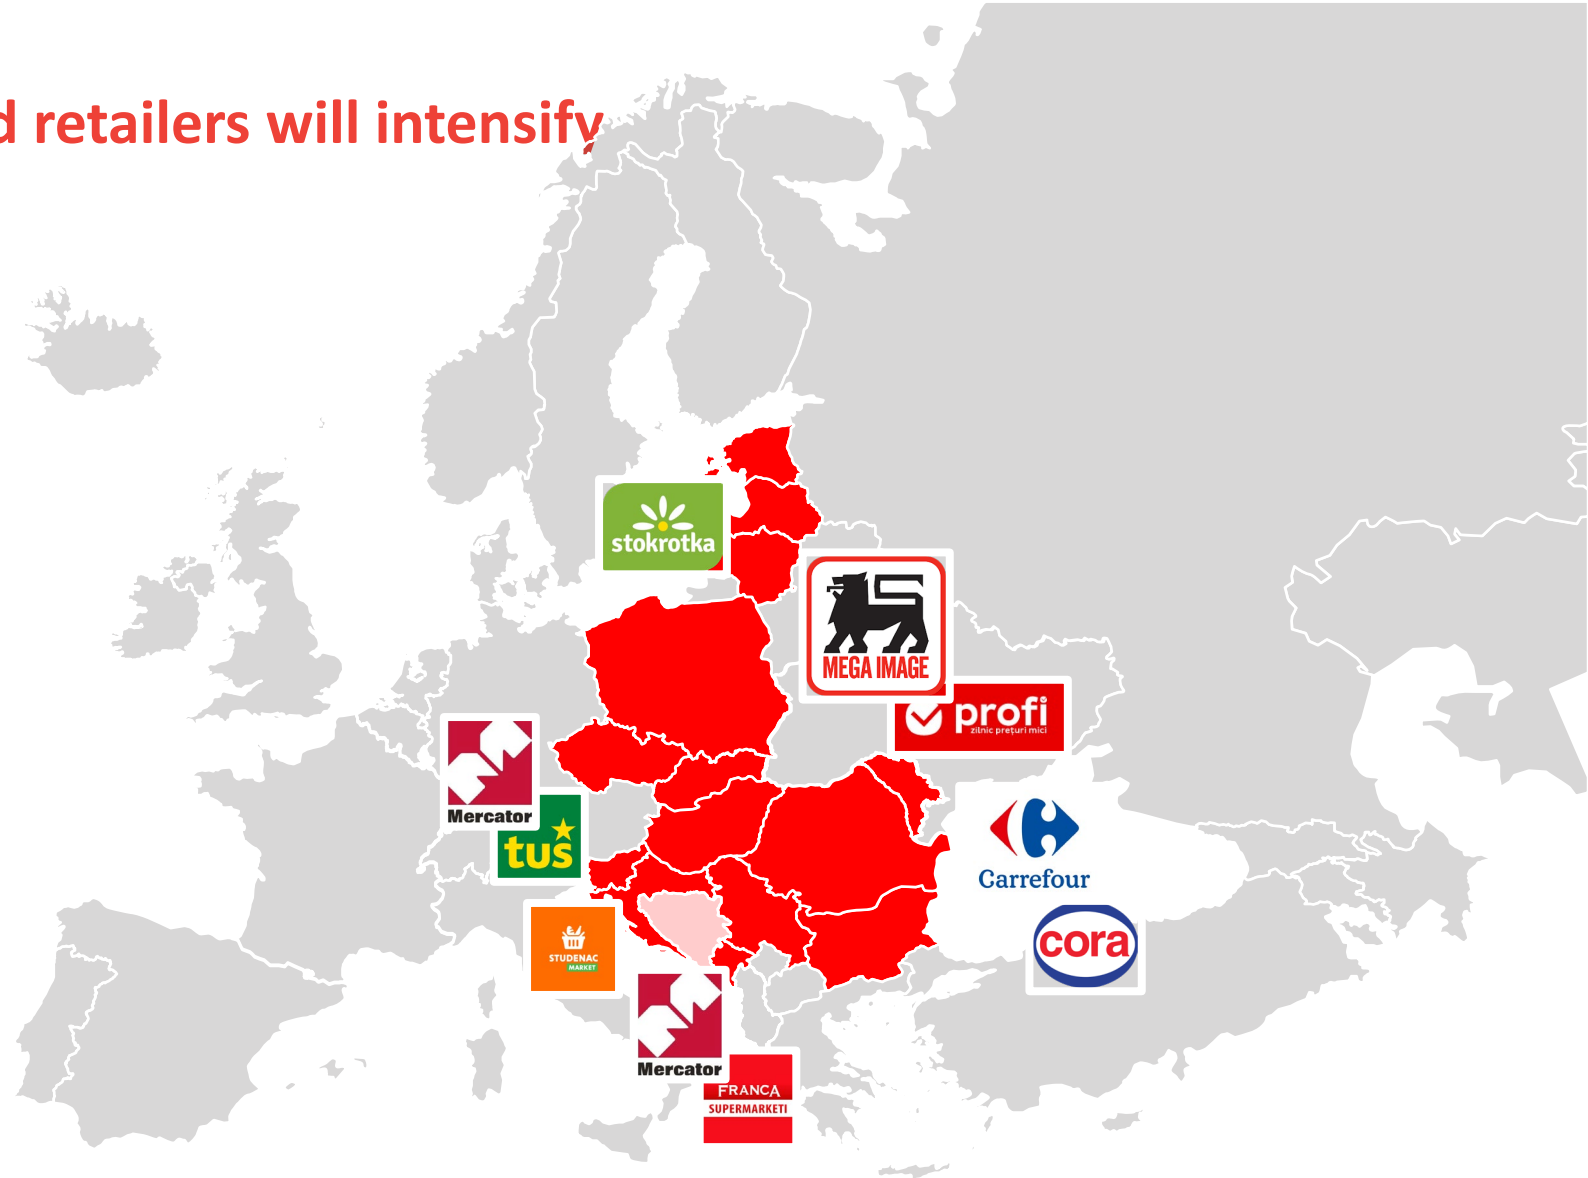 d retailers will intensify
stokrotka
MEGA IMAGE
profi
zilnic prețuri mici
Mercator
tuš
Carrefour
cora
STUDENAC
MARKET
Mercator
FRANCA
SUPERMARKETI